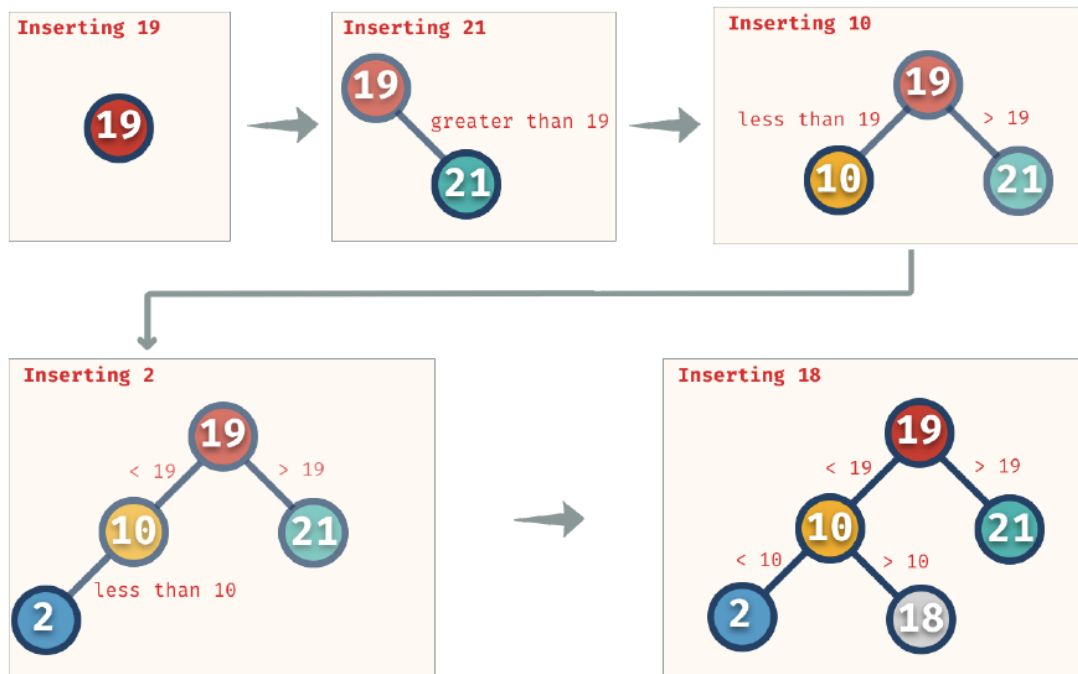 Inserting 19
19
Inserting 21
19
greater than 19
21
Inserting 10
19
less than 19
> 19
10
21
Inserting 2
19
< 19
> 19
10
21
less than 10
2
Inserting 18
19
< 19
> 19
10
21
< 10
> 10
2
18